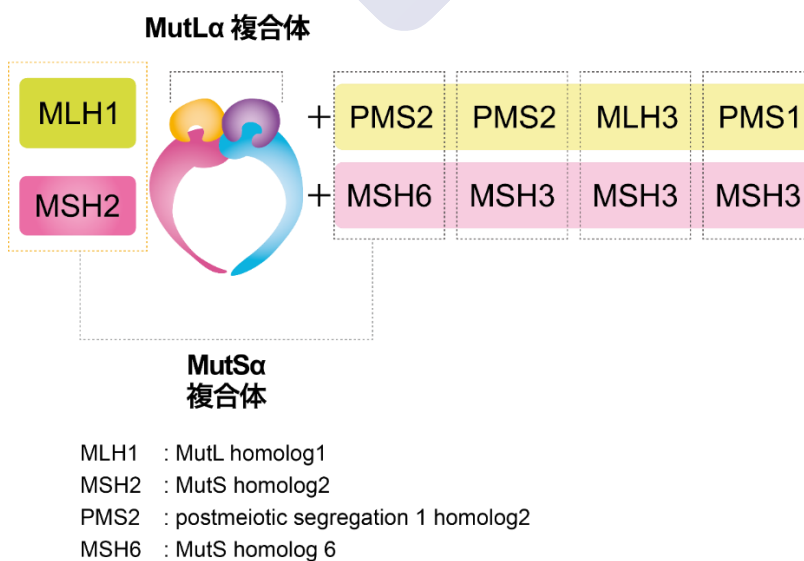 MutLα 複合体
MLH1 + PMS2 PMS2 MLH3 PMS1
MSH2 + MSH6 MSH3 MSH3 MSH3
MutSα
複合体
MLH1 : MutL homolog1
MSH2 : MutS homolog2
PMS2 : postmeiotic segregation 1 homolog2
MSH6 : MutS homolog 6